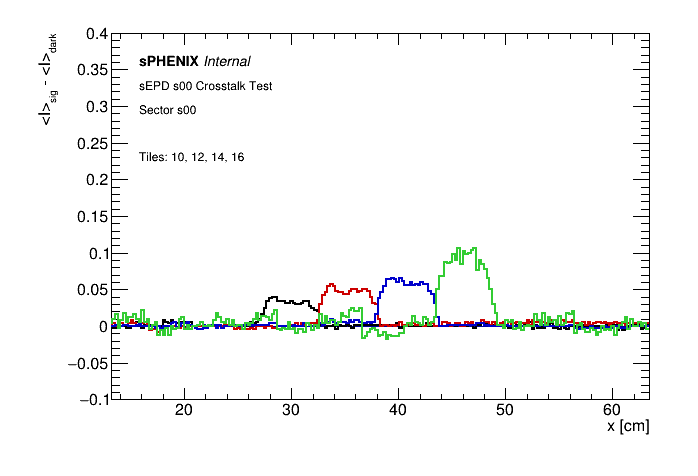 <I>sig - <I>dark
0.4
0.35
0.3
0.25
0.2
0.15
0.1
0.05
0
−0.05
−0.1
sPHENIX Internal
sEPD s00 Crosstalk Test
Sector s00
Tiles: 10, 12, 14, 16
20 30 40 50 60
x [cm]